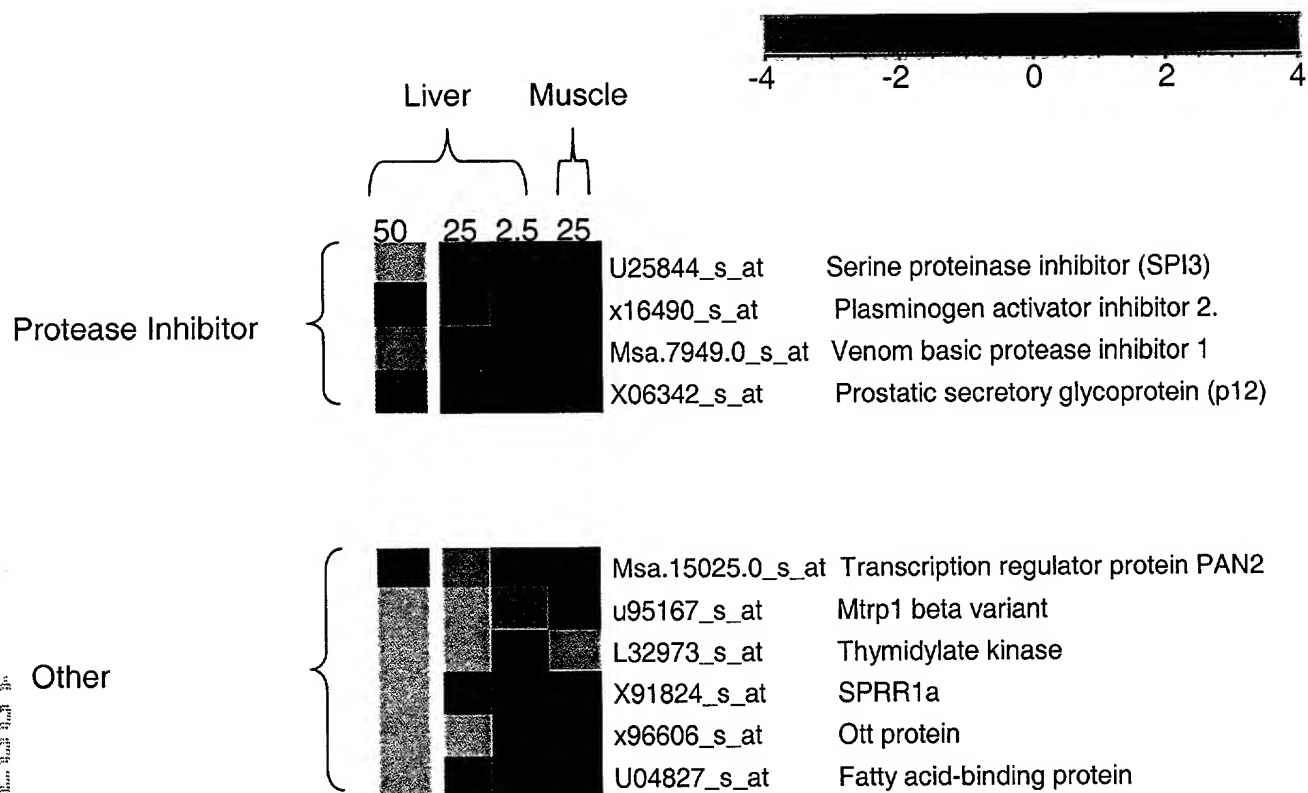 -4 -2 0 2 4
Liver Muscle
50 25 2.5 25
Protease Inhibitor
U25844_s_at Serine proteinase inhibitor (SPI3)
x16490_s_at Plasminogen activator inhibitor 2.
Msa.7949.0_s_at Venom basic protease inhibitor 1
X06342_s_at Prostatic secretory glycoprotein (p12)
Other
Msa.15025.0_s_at Transcription regulator protein PAN2
u95167_s_at Mtrp1 beta variant
L32973_s_at Thymidylate kinase
X91824_s_at SPRR1a
x96606_s_at Ott protein
U04827_s_at Fatty acid-binding protein